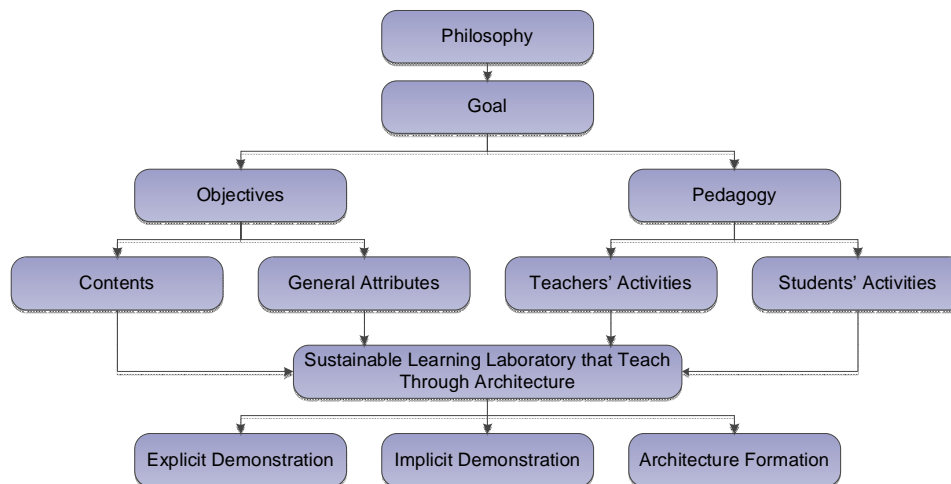 Philosophy
Goal
Objectives
Pedagogy
Contents
General Attributes
Teachers’ Activities
Students’ Activities
Sustainable Learning Laboratory that Teach
Through Architecture
Explicit Demonstration
Implicit Demonstration
Architecture Formation